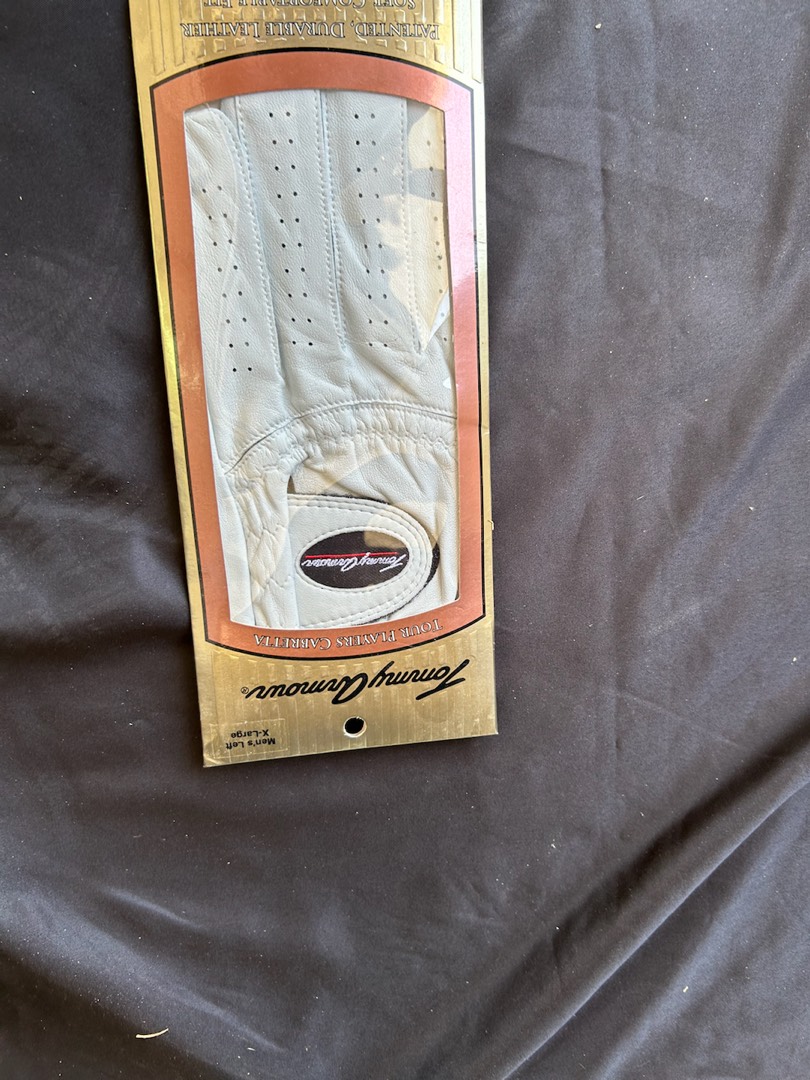 Men's Left
X-Large
Tommy Armour®
TOUR PLAYERS CABRETTA
Tommy Armour
PATENTED, DURABLE LEATHER
SOFT COMFORTABLE FIT